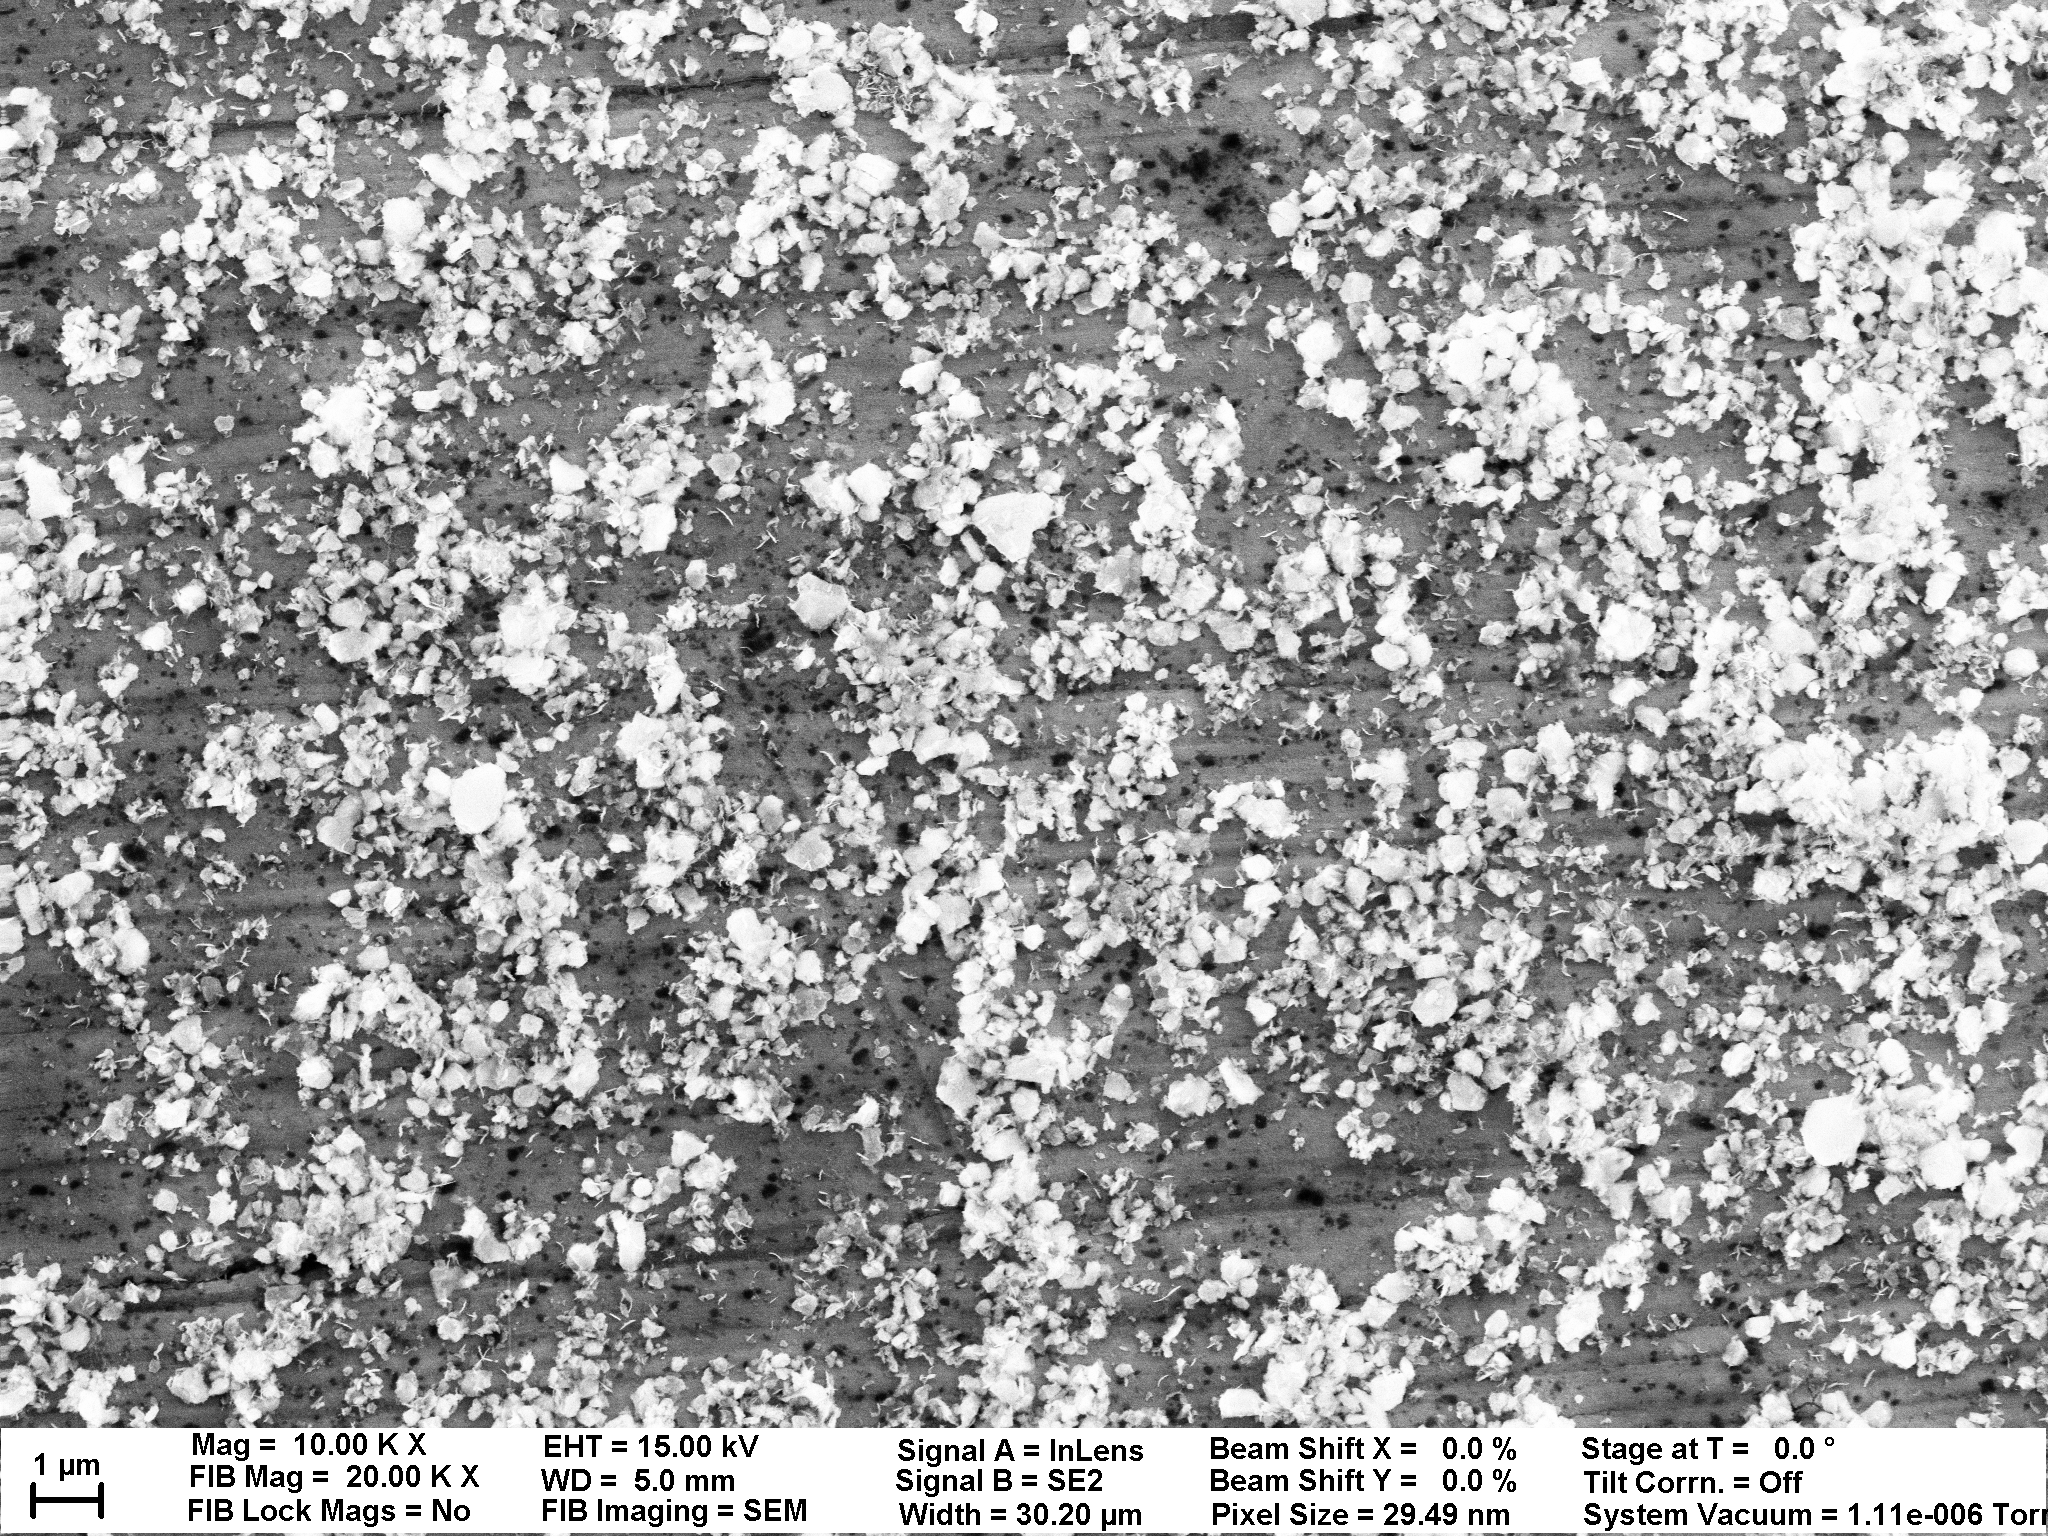 1 µm
Mag = 10.00 K X
FIB Mag = 20.00 K X
FIB Lock Mags = No
EHT = 15.00 kV
WD = 5.0 mm
FIB Imaging = SEM
Signal A = InLens
Signal B = SE2
Width = 30.20 µm
Beam Shift X = 0.0 %
Beam Shift Y = 0.0 %
Pixel Size = 29.49 nm
Stage at T = 0.0 °
Tilt Corrn. = Off
System Vacuum = 1.11e-006 Torr